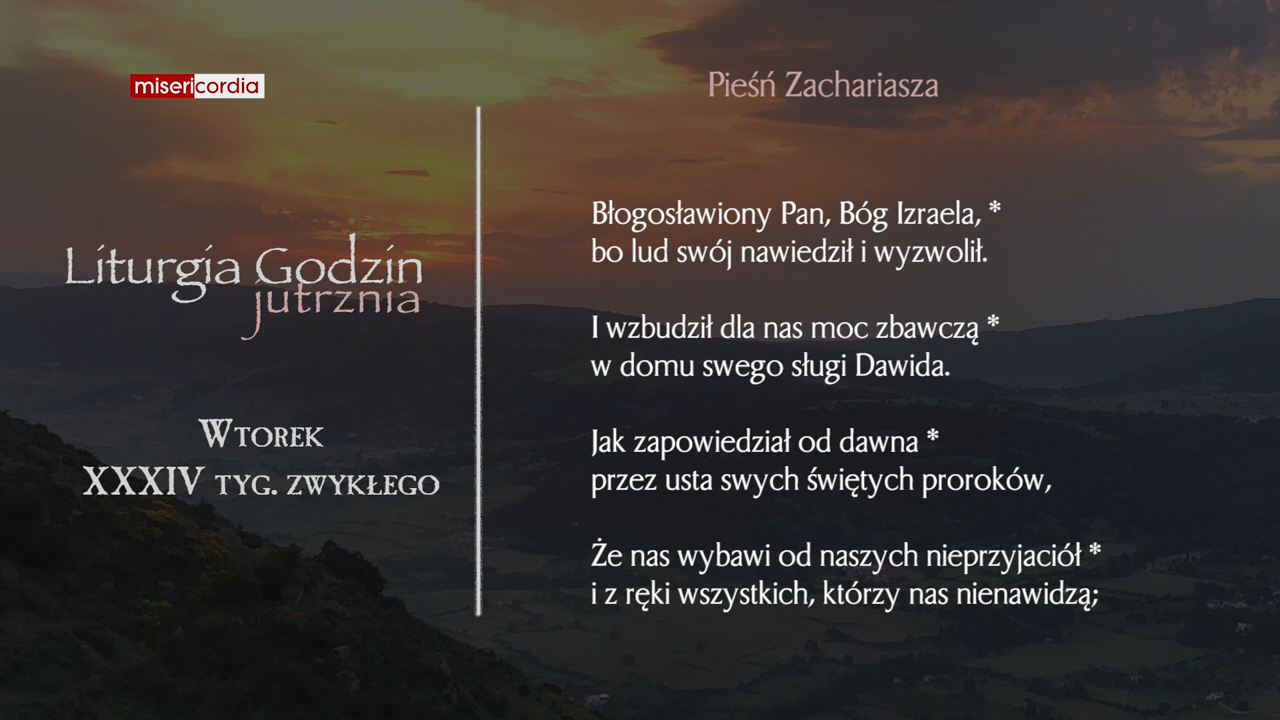 misericordia
Liturgia Godzin
jutrznia
Wtorek
XXXIV tyg. zwykłego
Pieśń Zachariasza
Błogosławiony Pan, Bóg Izraela, *
bo lud swój nawiedził i wyzwolił.
I wzbudził dla nas moc zbawczą *
w domu swego sługi Dawida.
Jak zapowiedział od dawna *
przez usta swych świętych proroków,
Że nas wybawi od naszych nieprzyjaciół *
i z ręki wszystkich, którzy nas nienawidzą;